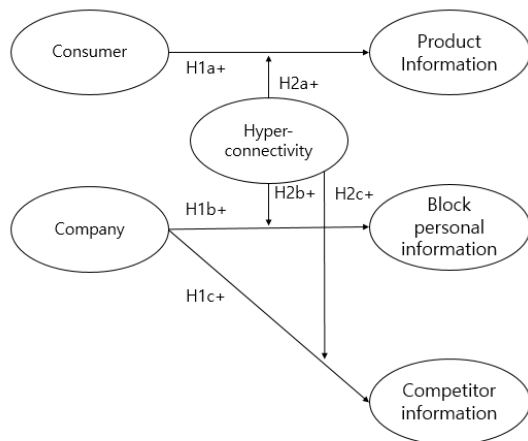 Consumer
H1a+
Product
Information
H2a+
Hyper-
connectivity
H2b+
H2c+
Company
H1b+
Block
personal
information
H1c+
Competitor
information